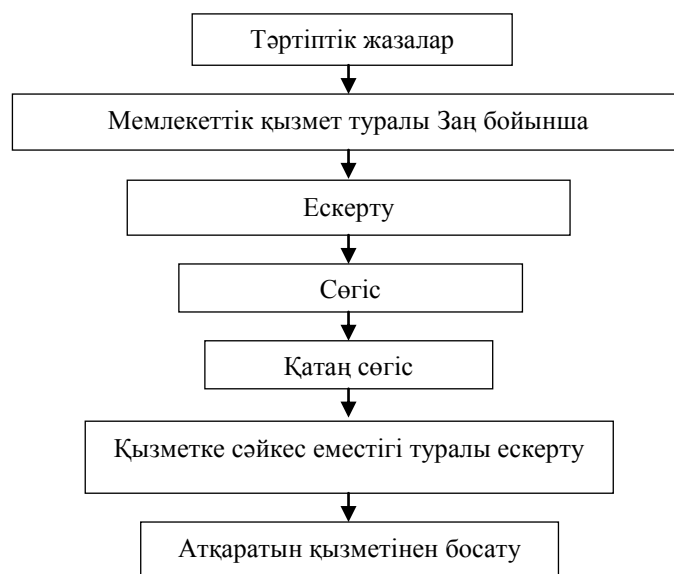 Тәртіптік жазалар
Мемлекеттік қызмет туралы Заң бойынша
Ескерту
Сөгіс
Қатаң сөгіс
Қызметке сәйкес еместігі туралы ескерту
Атқаратын қызметінен босату